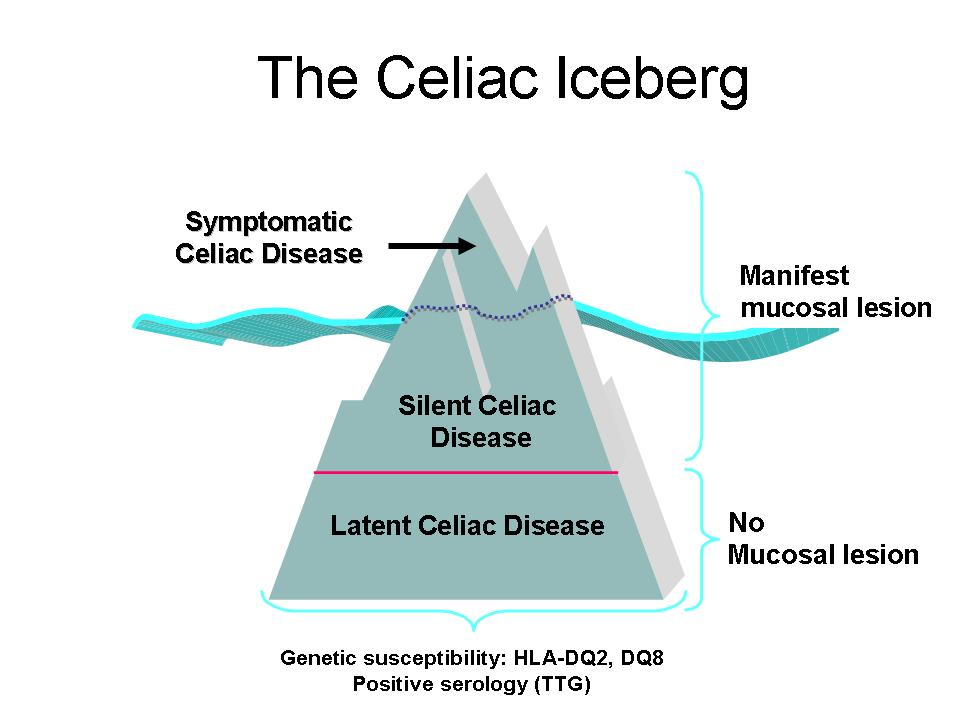 The Celiac Iceberg
Symptomatic
Celiac Disease
Manifest
mucosal lesion
Silent Celiac
Disease
Latent Celiac Disease
No
Mucosal lesion
Genetic susceptibility: HLA-DQ2, DQ8
Positive serology (TTG)